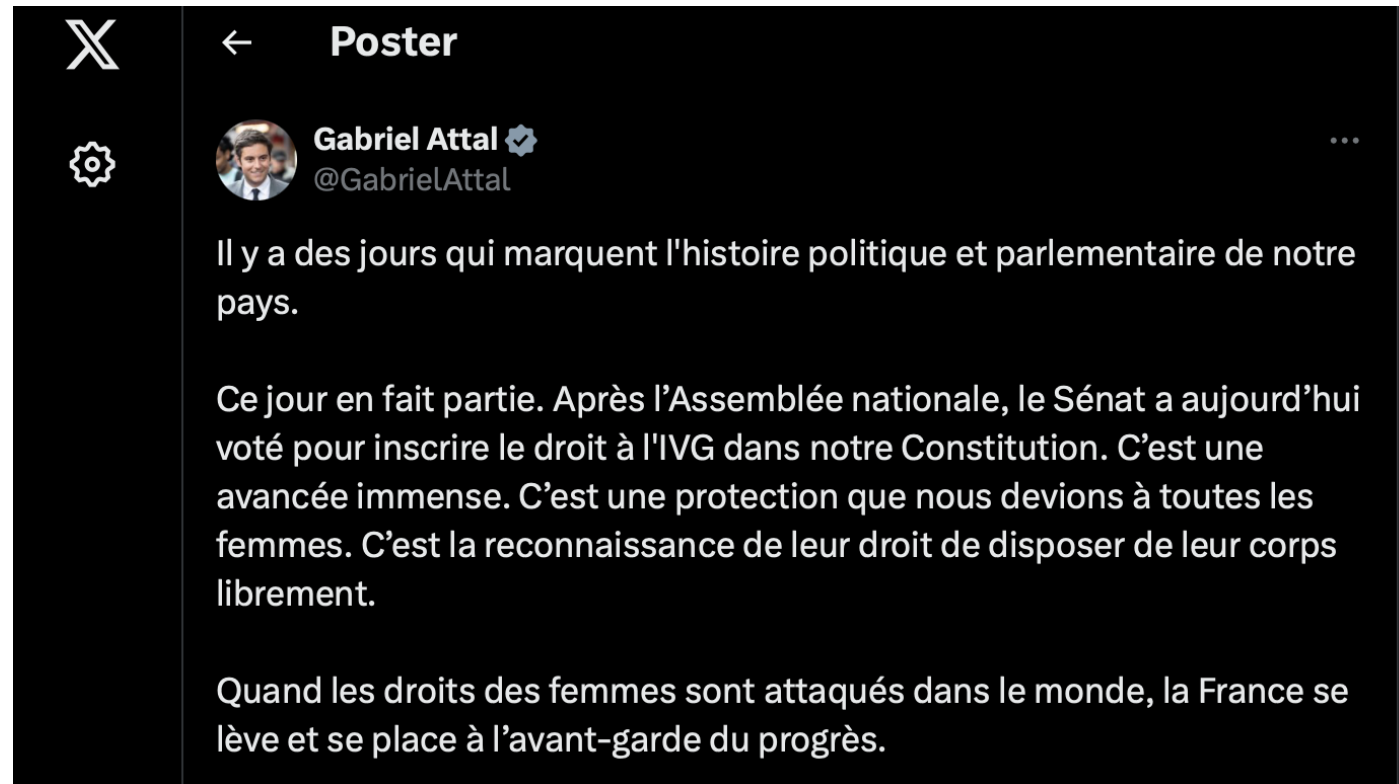 Poster
Gabriel Attal
@GabrielAttal
Il y a des jours qui marquent l'histoire politique et parlementaire de notre
pays.
Ce jour en fait partie. Après l’Assemblée nationale, le Sénat a aujourd’hui
voté pour inscrire le droit à l'IVG dans notre Constitution. C’est une
avancée immense. C’est une protection que nous devions à toutes les
femmes. C’est la reconnaissance de leur droit de disposer de leur corps
librement.
Quand les droits des femmes sont attaqués dans le monde, la France se
lève et se place à l’avant-garde du progrès.